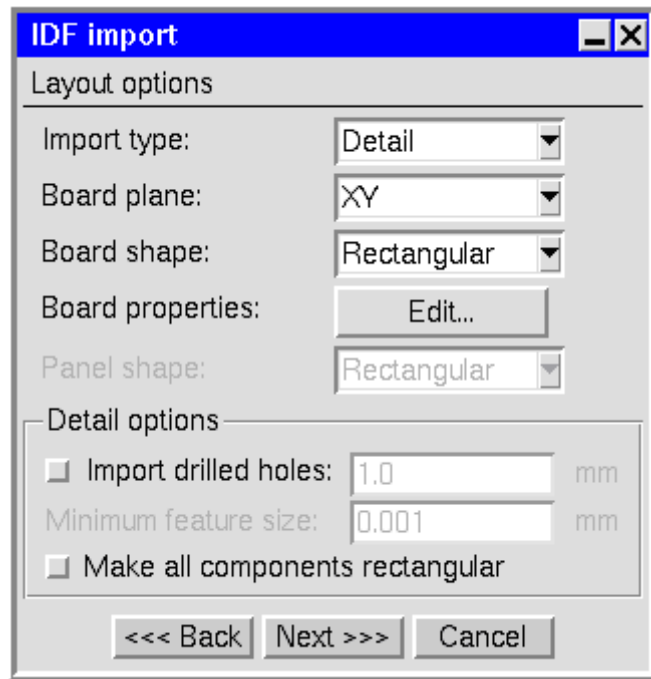 IDF import
Layout options
Import type: Detail
Board plane: XY
Board shape: Rectangular
Board properties: Edit...
Panel shape: Rectangular
Detail options
Import drilled holes: 1.0 mm
Minimum feature size: 0.001 mm
Make all components rectangular
<<< Back Next >>> Cancel